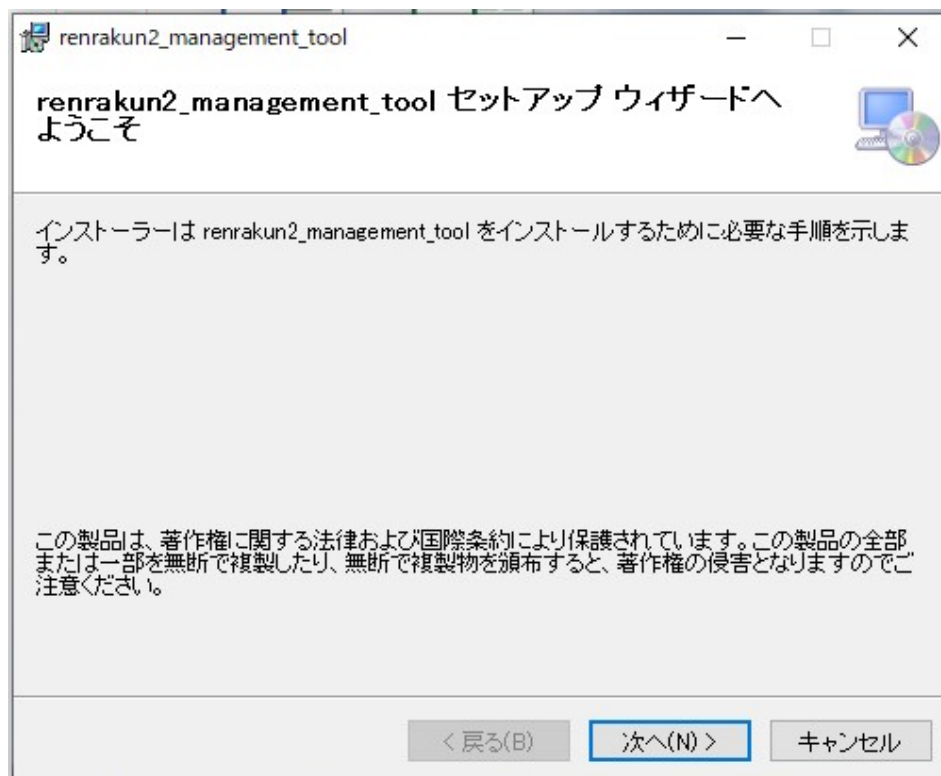 renrakun2_management_tool
renrakun2_management_tool セットアップ ウィザードへ
ようこそ
インストーラーは renrakun2_management_tool をインストールするために必要な手順を示しま
す。
この製品は、著作権に関する法律および国際条約により保護されています。この製品の全部
または一部を無断で複製したり、無断で複製物を頒布すると、著作権の侵害となりますのでご
注意ください。
< 戻る(B)
次へ(N) >
キャンセル